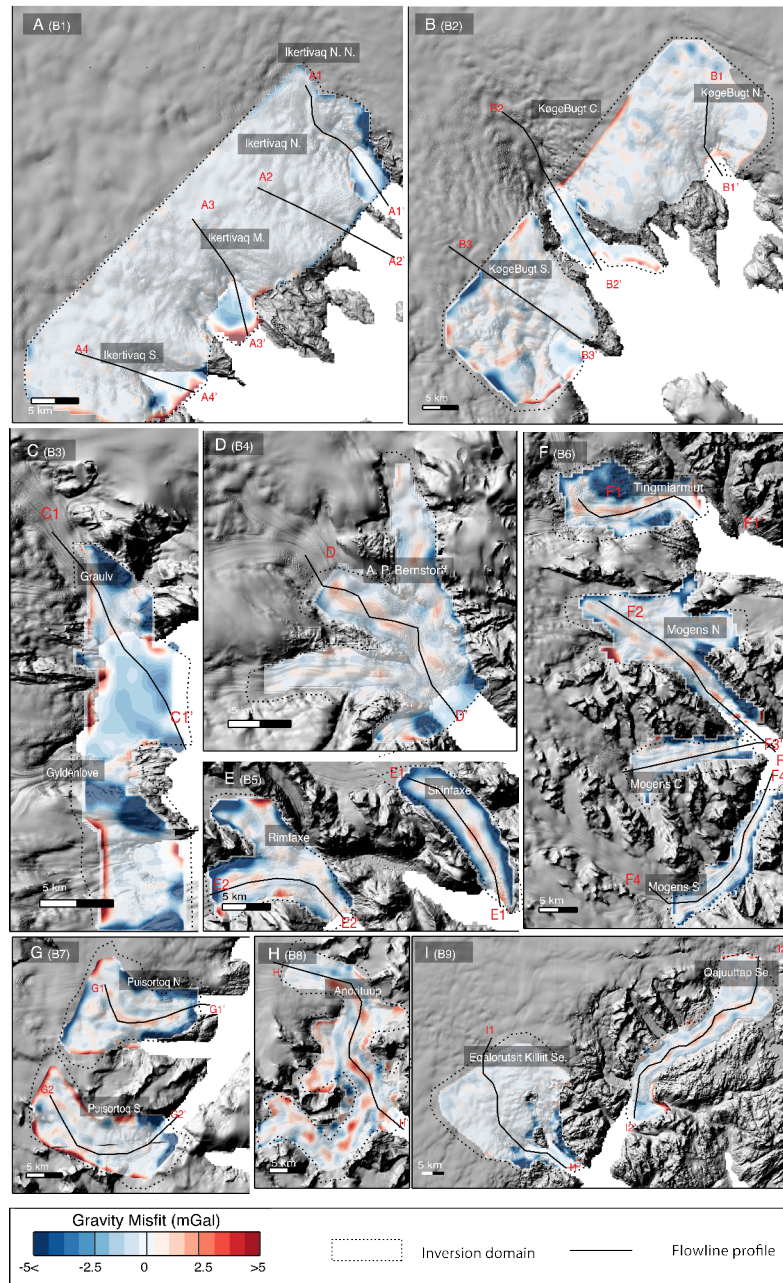 A (B1)
Ikertivaq N. N.
A1
Ikertivaq N.
A2
A3
Ikertivaq M.
A1'
A2'
A4
Ikertivaq S.
A3'
A4'
5 km
B (B2)
B1
KøgeBugt N.
B2
KøgeBugt C.
B1'
B3
KøgeBugt S.
B2'
B3'
5 km
C (B3)
C1
Graulv
C1'
Gyldenlove
5 km
D (B4)
D
A. P. Bernstorff
D'
5 km
E (B5)
E1
Skinfaxe
Rimfaxe
E2
E1'
E2'
5 km
F (B6)
F1
Tingmiarmiut
F1'
F2
Mogens N
F3'
F
Mogens C
F4
F4
Mogens S
5 km
G (B7)
Puisortoq N.
G1
G1'
G2
Puisortoq S.
G2'
5 km
H (B8)
H
Anorituup
H'
5 km
I (B9)
I2
Qajuuttap Se.
I1
Eqalorutsit Killiit Se.
I2'
I1'
5 km
Gravity Misfit (mGal)
-5< -2.5 0 2.5 >5
Inversion domain
Flowline profile